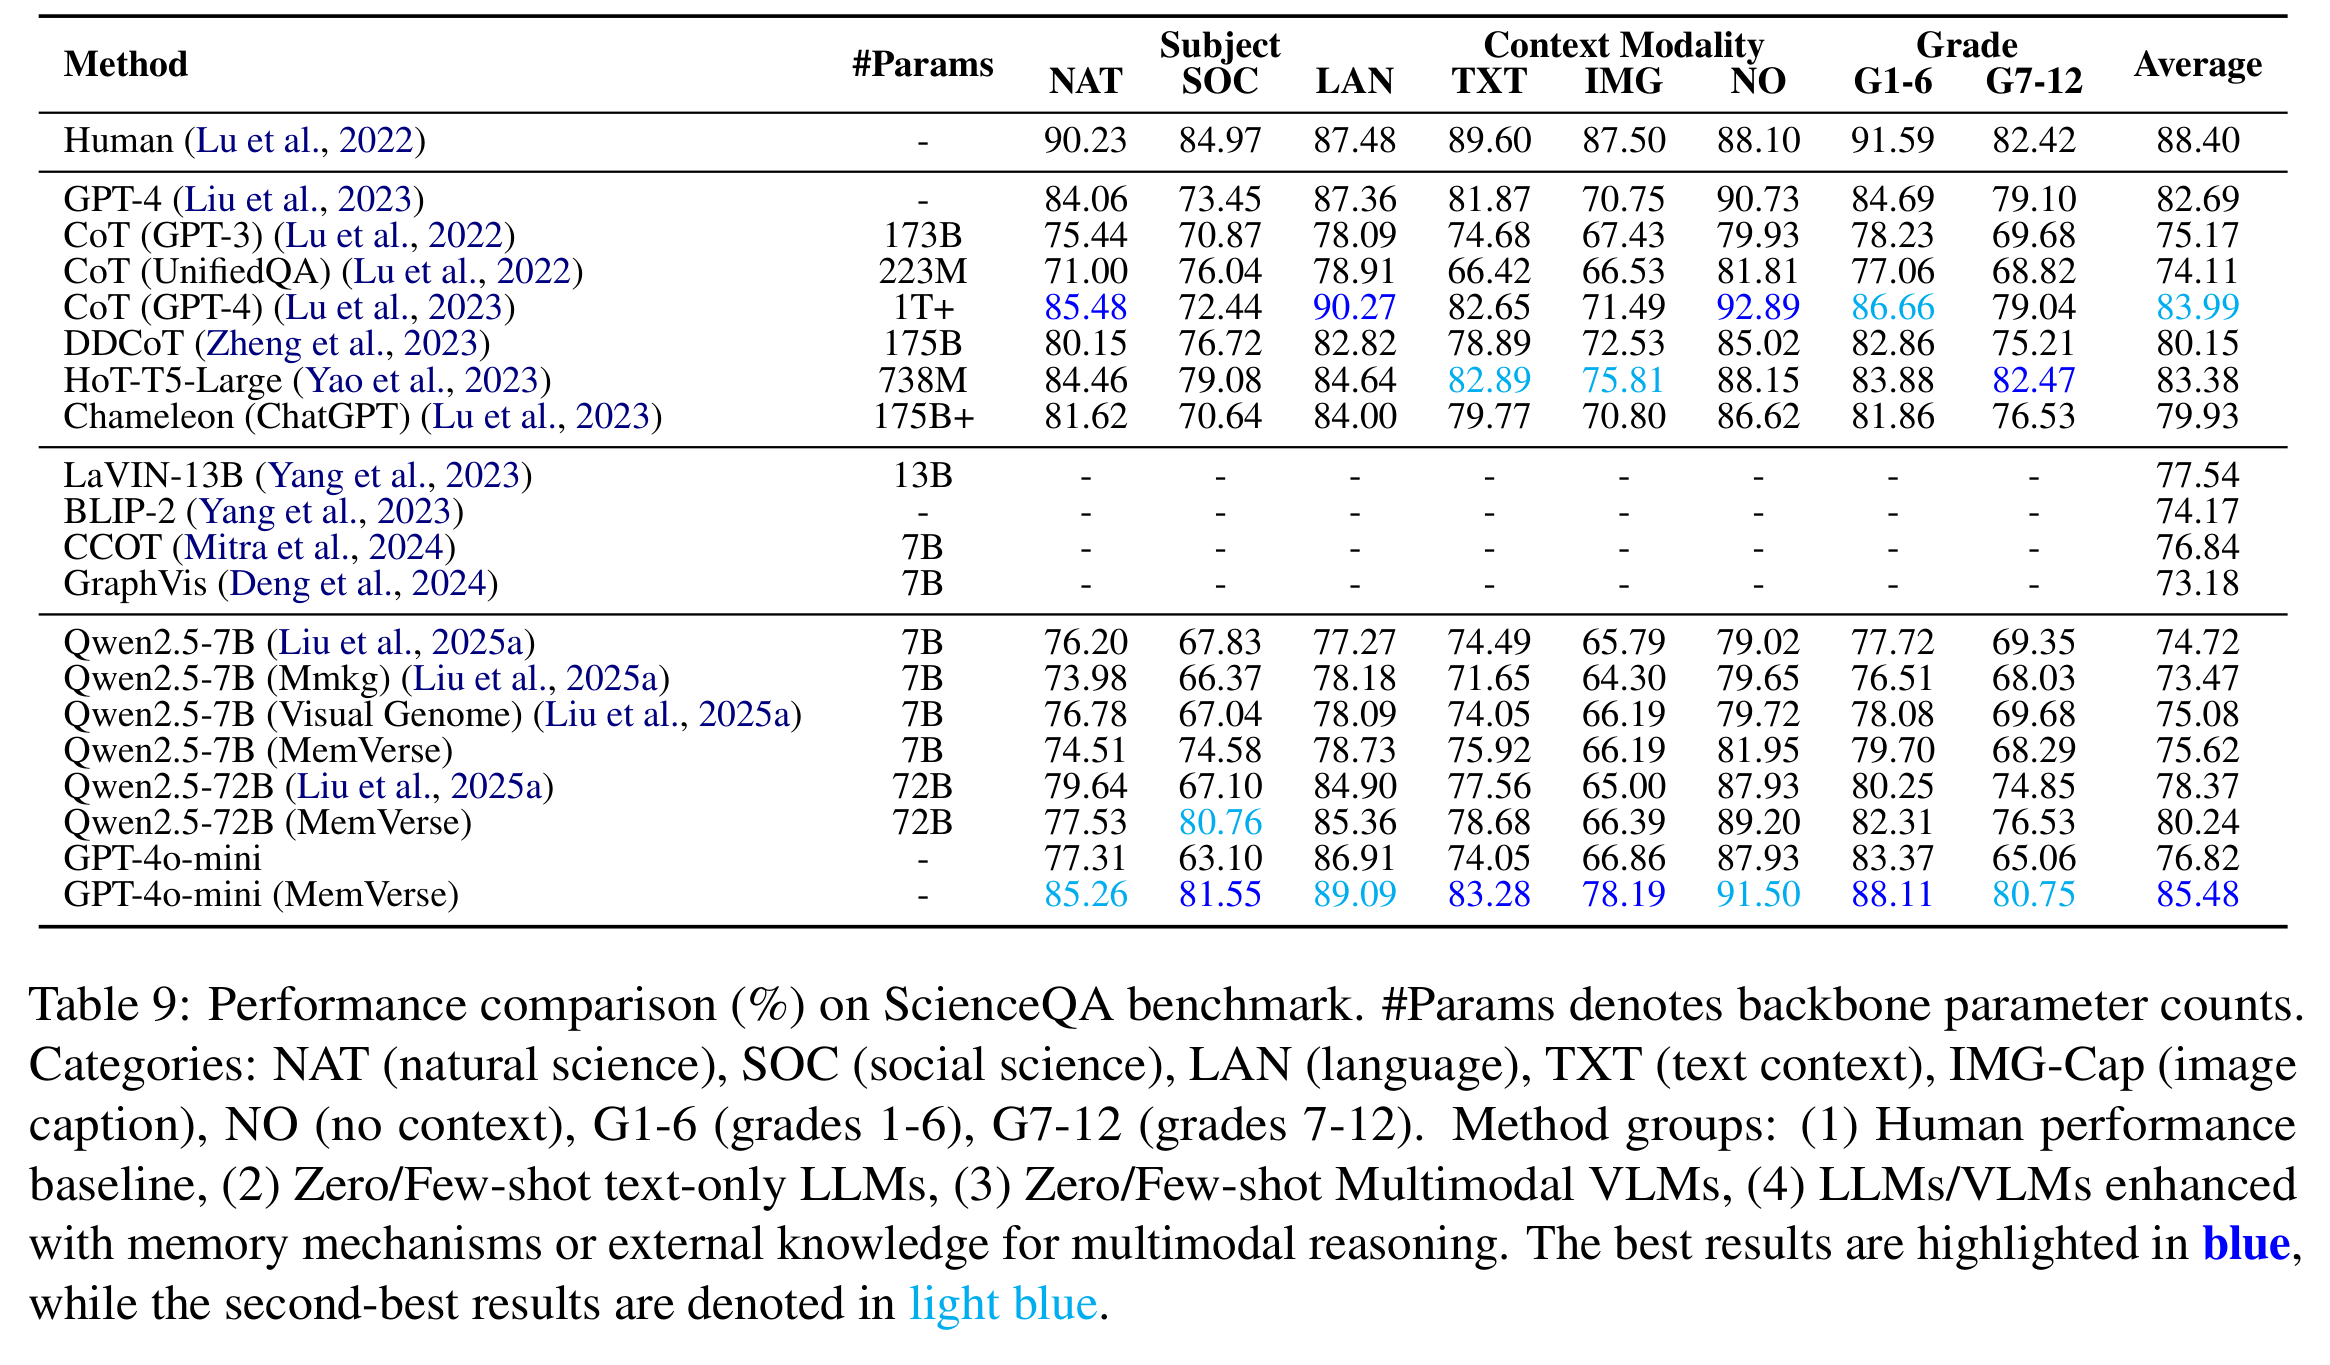 Method #Params Subject Context Modality Grade Average
NAT SOC LAN TXT IMG NO G1-6 G7-12
Human (Lu et al., 2022) - 90.23 84.97 87.48 89.60 87.50 88.10 91.59 82.42 88.40
GPT-4 (Liu et al., 2023) - 84.06 73.45 87.36 81.87 70.75 90.73 84.69 79.10 82.69
CoT (GPT-3) (Lu et al., 2022) 173B 75.44 70.87 78.09 74.68 67.43 79.93 78.23 69.68 75.17
CoT (UnifiedQA) (Lu et al., 2022) 223M 71.00 76.04 78.91 66.42 66.53 81.81 77.06 68.82 74.11
CoT (GPT-4) (Lu et al., 2023) 1T+ 85.48 72.44 90.27 82.65 71.49 92.89 86.66 79.04 83.99
DDCoT (Zheng et al., 2023) 175B 80.15 76.72 82.82 78.89 72.53 85.02 82.86 75.21 80.15
HoT-T5-Large (Yao et al., 2023) 738M 84.46 79.08 84.64 82.89 75.81 88.15 83.88 82.47 83.38
Chameleon (ChatGPT) (Lu et al., 2023) 175B+ 81.62 70.64 84.00 79.77 70.80 86.62 81.86 76.53 79.93
LaVIN-13B (Yang et al., 2023) 13B - - - - - - - - 77.54
BLIP-2 (Yang et al., 2023) - - - - - - - - - 74.17
CCOT (Mitra et al., 2024) 7B - - - - - - - - 76.84
GraphVis (Deng et al., 2024) 7B - - - - - - - - 73.18
Qwen2.5-7B (Liu et al., 2025a) 7B 76.20 67.83 77.27 74.49 65.79 79.02 77.72 69.35 74.72
Qwen2.5-7B (Mmkg) (Liu et al., 2025a) 7B 73.98 66.37 78.18 71.65 64.30 79.65 76.51 68.03 73.47
Qwen2.5-7B (Visual Genome) (Liu et al., 2025a) 7B 76.78 67.04 78.09 74.05 66.19 79.72 78.08 69.68 75.08
Qwen2.5-7B (MemVerse) 7B 74.51 74.58 78.73 75.92 66.19 81.95 79.70 68.29 75.62
Qwen2.5-72B (Liu et al., 2025a) 72B 79.64 67.10 84.90 77.56 65.00 87.93 80.25 74.85 78.37
Qwen2.5-72B (MemVerse) 72B 77.53 80.76 85.36 78.68 66.39 89.20 82.31 76.53 80.24
GPT-4o-mini - 77.31 63.10 86.91 74.05 66.86 87.93 83.37 65.06 76.82
GPT-4o-mini (MemVerse) - 85.26 81.55 89.09 83.28 78.19 91.50 88.11 80.75 85.48
Table 9: Performance comparison (%) on ScienceQA benchmark. #Params denotes backbone parameter counts.
Categories: NAT (natural science), SOC (social science), LAN (language), TXT (text context), IMG-Cap (image
caption), NO (no context), G1-6 (grades 1-6), G7-12 (grades 7-12). Method groups: (1) Human performance
baseline, (2) Zero/Few-shot text-only LLMs, (3) Zero/Few-shot Multimodal VLMs, (4) LLMs/VLMs enhanced
with memory mechanisms or external knowledge for multimodal reasoning. The best results are highlighted in blue,
while the second-best results are denoted in light blue.